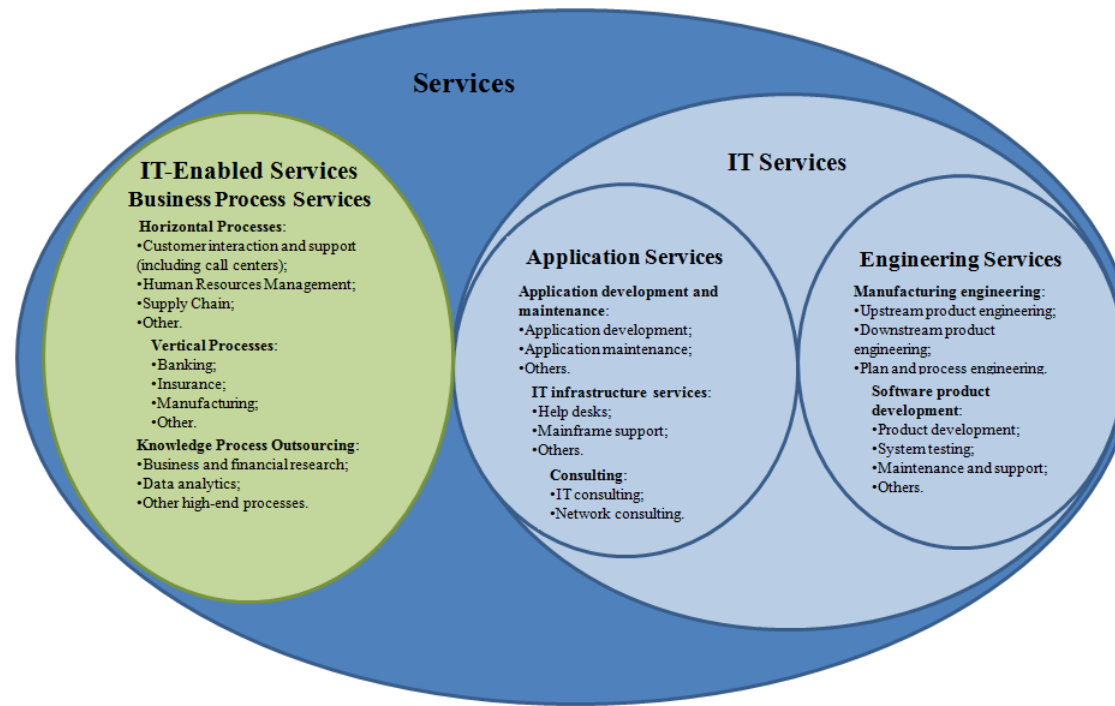 Services
IT-Enabled Services
Business Process Services
Horizontal Processes:
•Customer interaction and support
(including call centers);
•Human Resources Management;
•Supply Chain;
•Other.
Vertical Processes:
•Banking;
•Insurance;
•Manufacturing;
•Other.
Knowledge Process Outsourcing:
•Business and financial research;
•Data analytics;
•Other high-end processes.
IT Services
Application Services
Application development and
maintenance:
•Application development;
•Application maintenance;
•Others.
IT infrastructure services:
•Help desks;
•Mainframe support;
•Others.
Consulting:
•IT consulting;
•Network consulting.
Engineering Services
Manufacturing engineering:
•Upstream product engineering;
•Downstream product
engineering;
•Plan and process engineering.
Software product
development:
•Product development;
•System testing;
•Maintenance and support;
•Others.